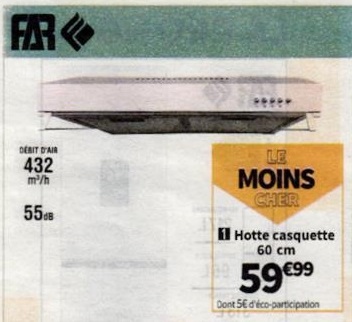 FAR
DÉBIT D'AIR
432
m³/h
55dB
LE
MOINS
CHER
1 Hotte casquette
60 cm
59€99
Dont 5€ d'éco-participation